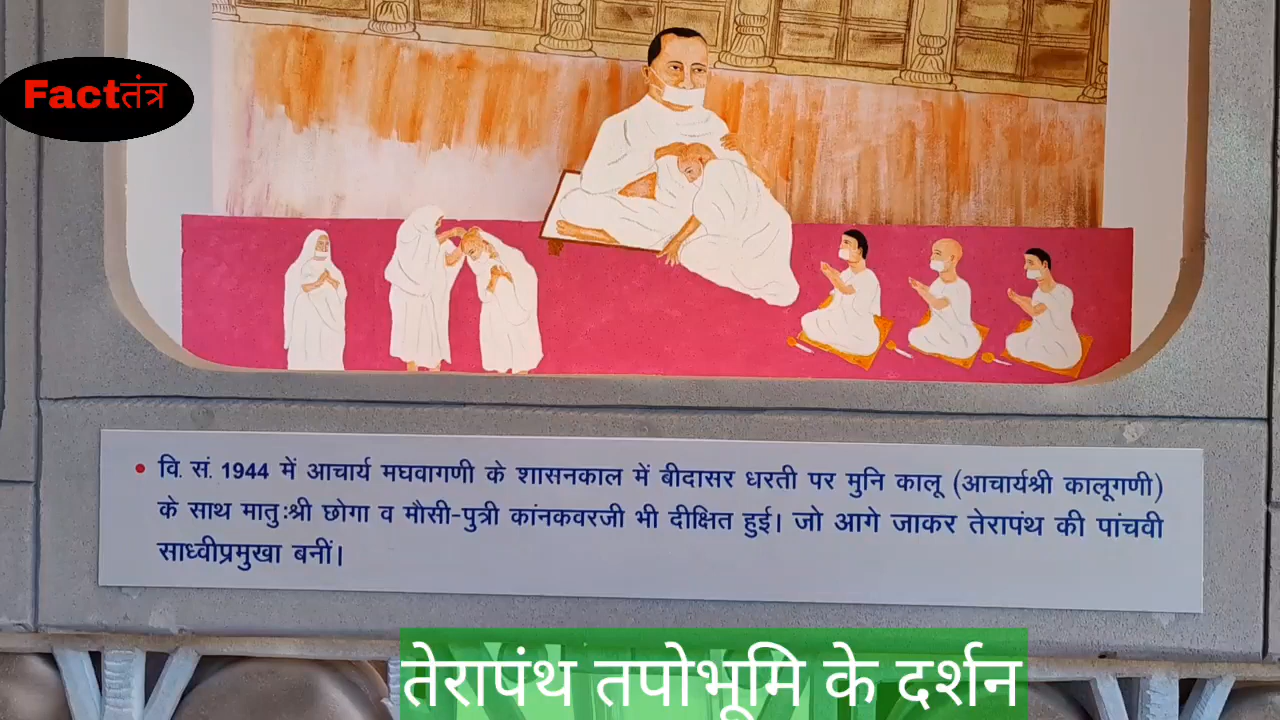 Factतंत्र
• वि. सं. 1944 में आचार्य मघवागणी के शासनकाल में बीदासर धरती पर मुनि कालू (आचार्यश्री कालूगणी)
के साथ मातुःश्री छोगा व मौसी-पुत्री कांनकवरजी भी दीक्षित हुई। जो आगे जाकर तेरापंथ की पांचवी
साध्वीप्रमुखा बनीं।
तेरापंथ तपोभूमि के दर्शन